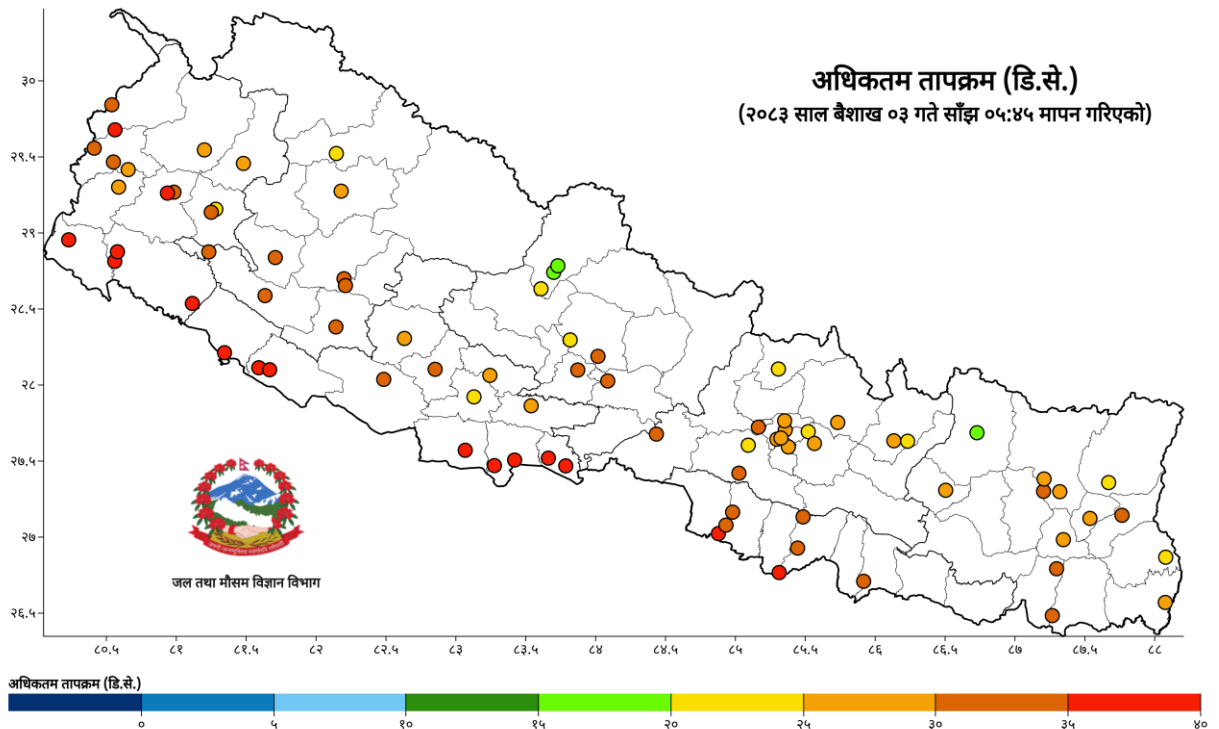 अधिकतम तापक्रम (डि.से.)
(२०८३ साल बैशाख ०३ गते साँझ ०५:४५ मापन गरिएको)
३०
२९.५
२९
२८.५
२८
२७.५
२७
२६.५
जल तथा मौसम विज्ञान विभाग
८०.५ ८१ ८१.५ ८२ ८२.५ ८३ ८३.५ ८४ ८४.५ ८५ ८५.५ ८६ ८६.५ ८७ ८७.५ ८८
अधिकतम तापक्रम (डि.से.)
० ५ १० १५ २० २५ ३० ३५ ४०